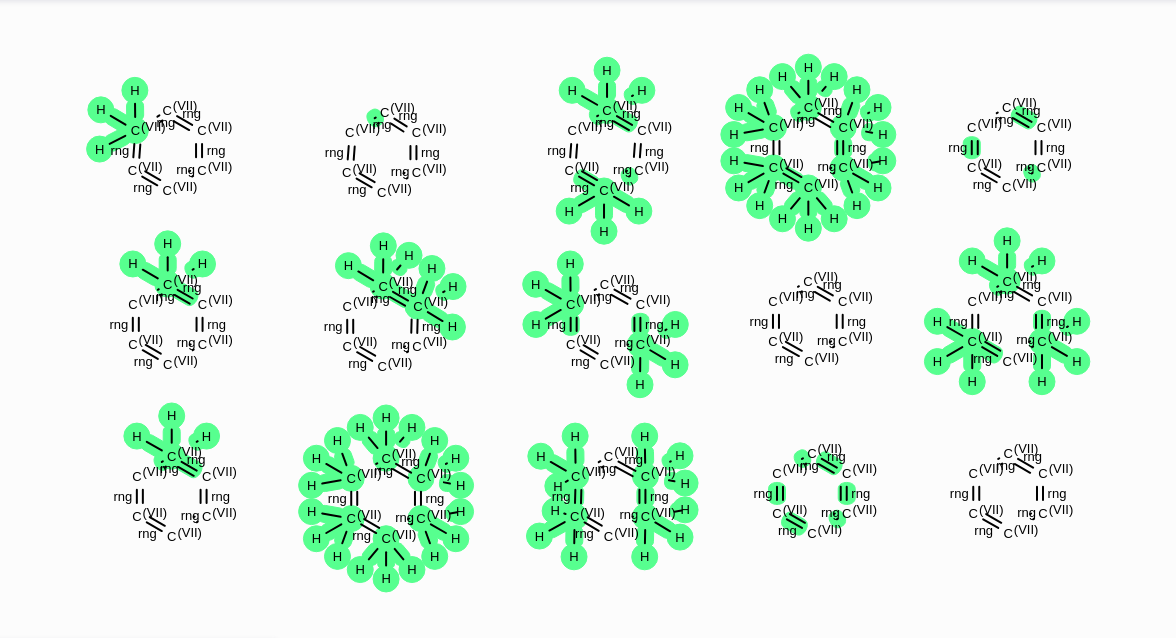 H
H C(VII) rng
C(VII) rng C(VII)
H rng rng
C(VII) rng C(VII)
rng C(VII)
C(VII)
rng rng
C(VII) C(VII)
rng rng
C(VII) rng C(VII)
rng C(VII)
H
H H
C(VII)
rng rng
C(VII) C(VII)
rng rng
C(VII) rng C(VII)
rng C(VII)
H H
H
H
H H
H H
H C(VII) H
rng rng
C(VII) C(VII)
H H
rng rng
H C(VII) rng C(VII) H
H rng C(VII) H
H H
H H
H
C(VII)
rng rng
C(VII) C(VII)
rng rng
C(VII) rng C(VII)
rng C(VII)
H
H H
C(VII)
rng rng
C(VII) C(VII)
rng rng
C(VII) rng C(VII)
rng C(VII)
H
H H
H H
C(VII) H
rng rng
C(VII) C(VII)
rng rng H
C(VII) rng C(VII)
rng C(VII)
H
H C(VII)
rng rng
C(VII) C(VII)
H rng rng H
C(VII) rng C(VII)
rng C(VII) H
H
C(VII)
rng rng
C(VII) C(VII)
rng rng
C(VII) rng C(VII)
rng C(VII)
H
H H
C(VII)
rng rng
C(VII) C(VII)
H rng rng H
C(VII) rng C(VII)
H rng C(VII) H
H H
H
H H
C(VII)
rng rng
C(VII) C(VII)
rng rng
C(VII) rng C(VII)
rng C(VII)
H
H H
H H
H C(VII) H
rng rng
C(VII) C(VII)
H H
rng rng
H C(VII) rng C(VII) H
H rng C(VII) H
H H
H H
H
H H
H C(VII) H
rng rng
C(VII) C(VII)
H H
rng rng
H H
C(VII) rng C(VII)
H rng C(VII) H
H H
C(VII)
rng rng
C(VII) C(VII)
rng rng
C(VII) rng C(VII)
rng C(VII)
C(VII)
rng rng
C(VII) C(VII)
rng rng
C(VII) rng C(VII)
rng C(VII)